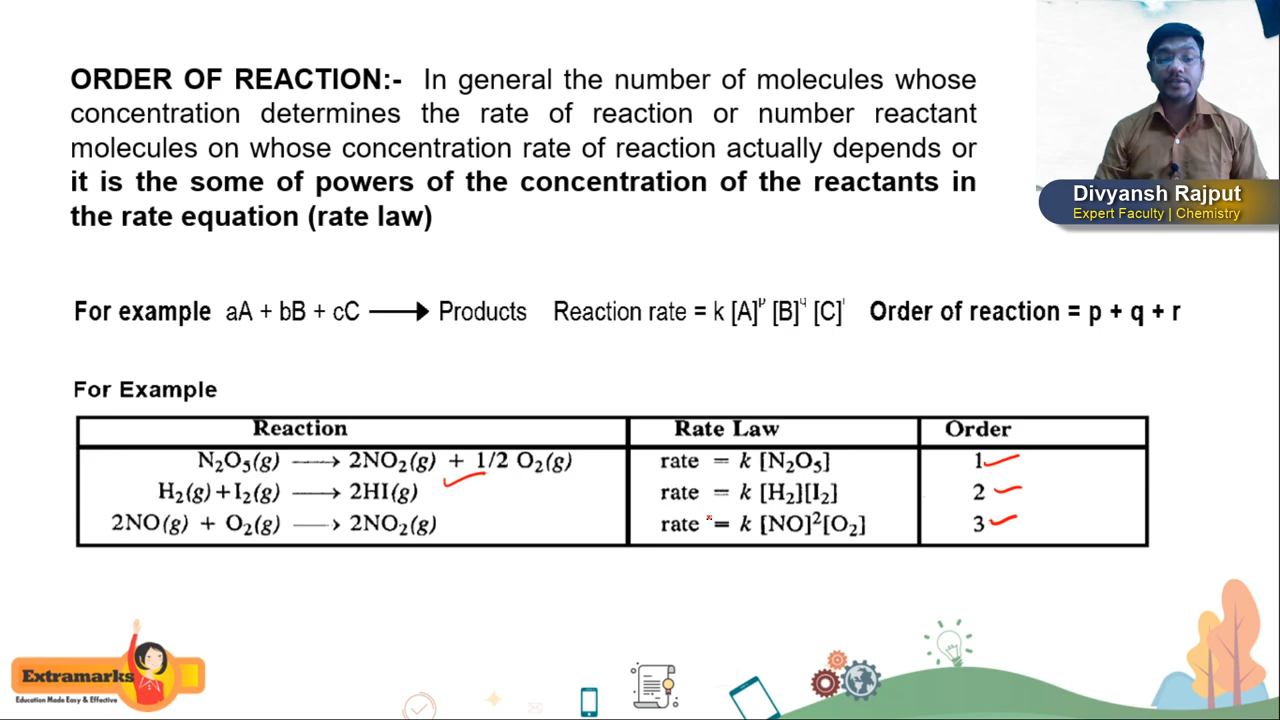 ORDER OF REACTION:- In general the number of molecules whose
concentration determines the rate of reaction or number reactant
molecules on whose concentration rate of reaction actually depends or
it is the some of powers of the concentration of the reactants in
the rate equation (rate law)
Divyansh Rajput
Expert Faculty | Chemistry
For example aA + bB + cC ⟶ Products Reaction rate = k [A]ᵖ [B]^q [C]^r Order of reaction = p + q + r
For Example
Reaction Rate Law Order
N₂O₅(g) ⟶ 2NO₂(g) + 1/2 O₂(g) rate = k [N₂O₅] 1
H₂(g) + I₂(g) ⟶ 2HI(g) rate = k [H₂][I₂] 2
2NO(g) + O₂(g) ⟶ 2NO₂(g) rate = k [NO]²[O₂] 3
Extramarks
Education Made Easy & Effective